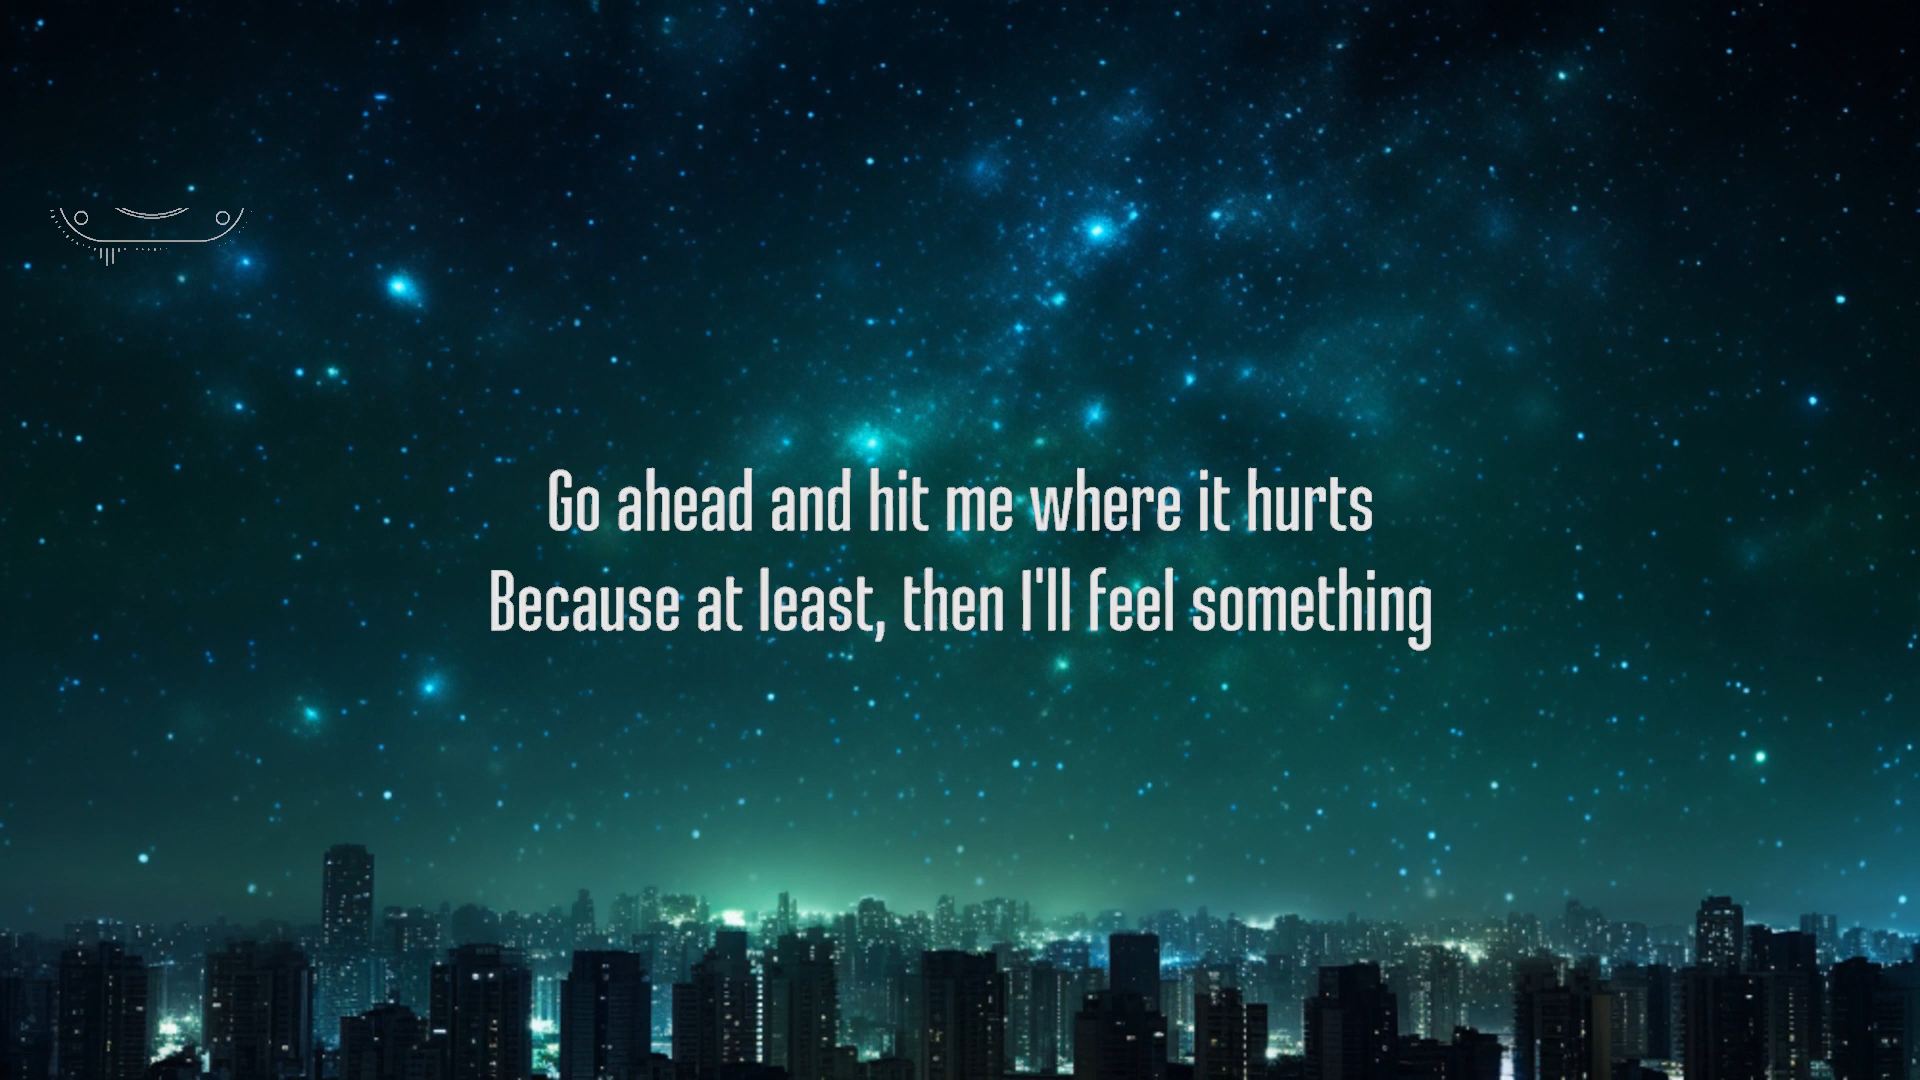 Go ahead and hit me where it hurts
Because at least, then I'll feel something